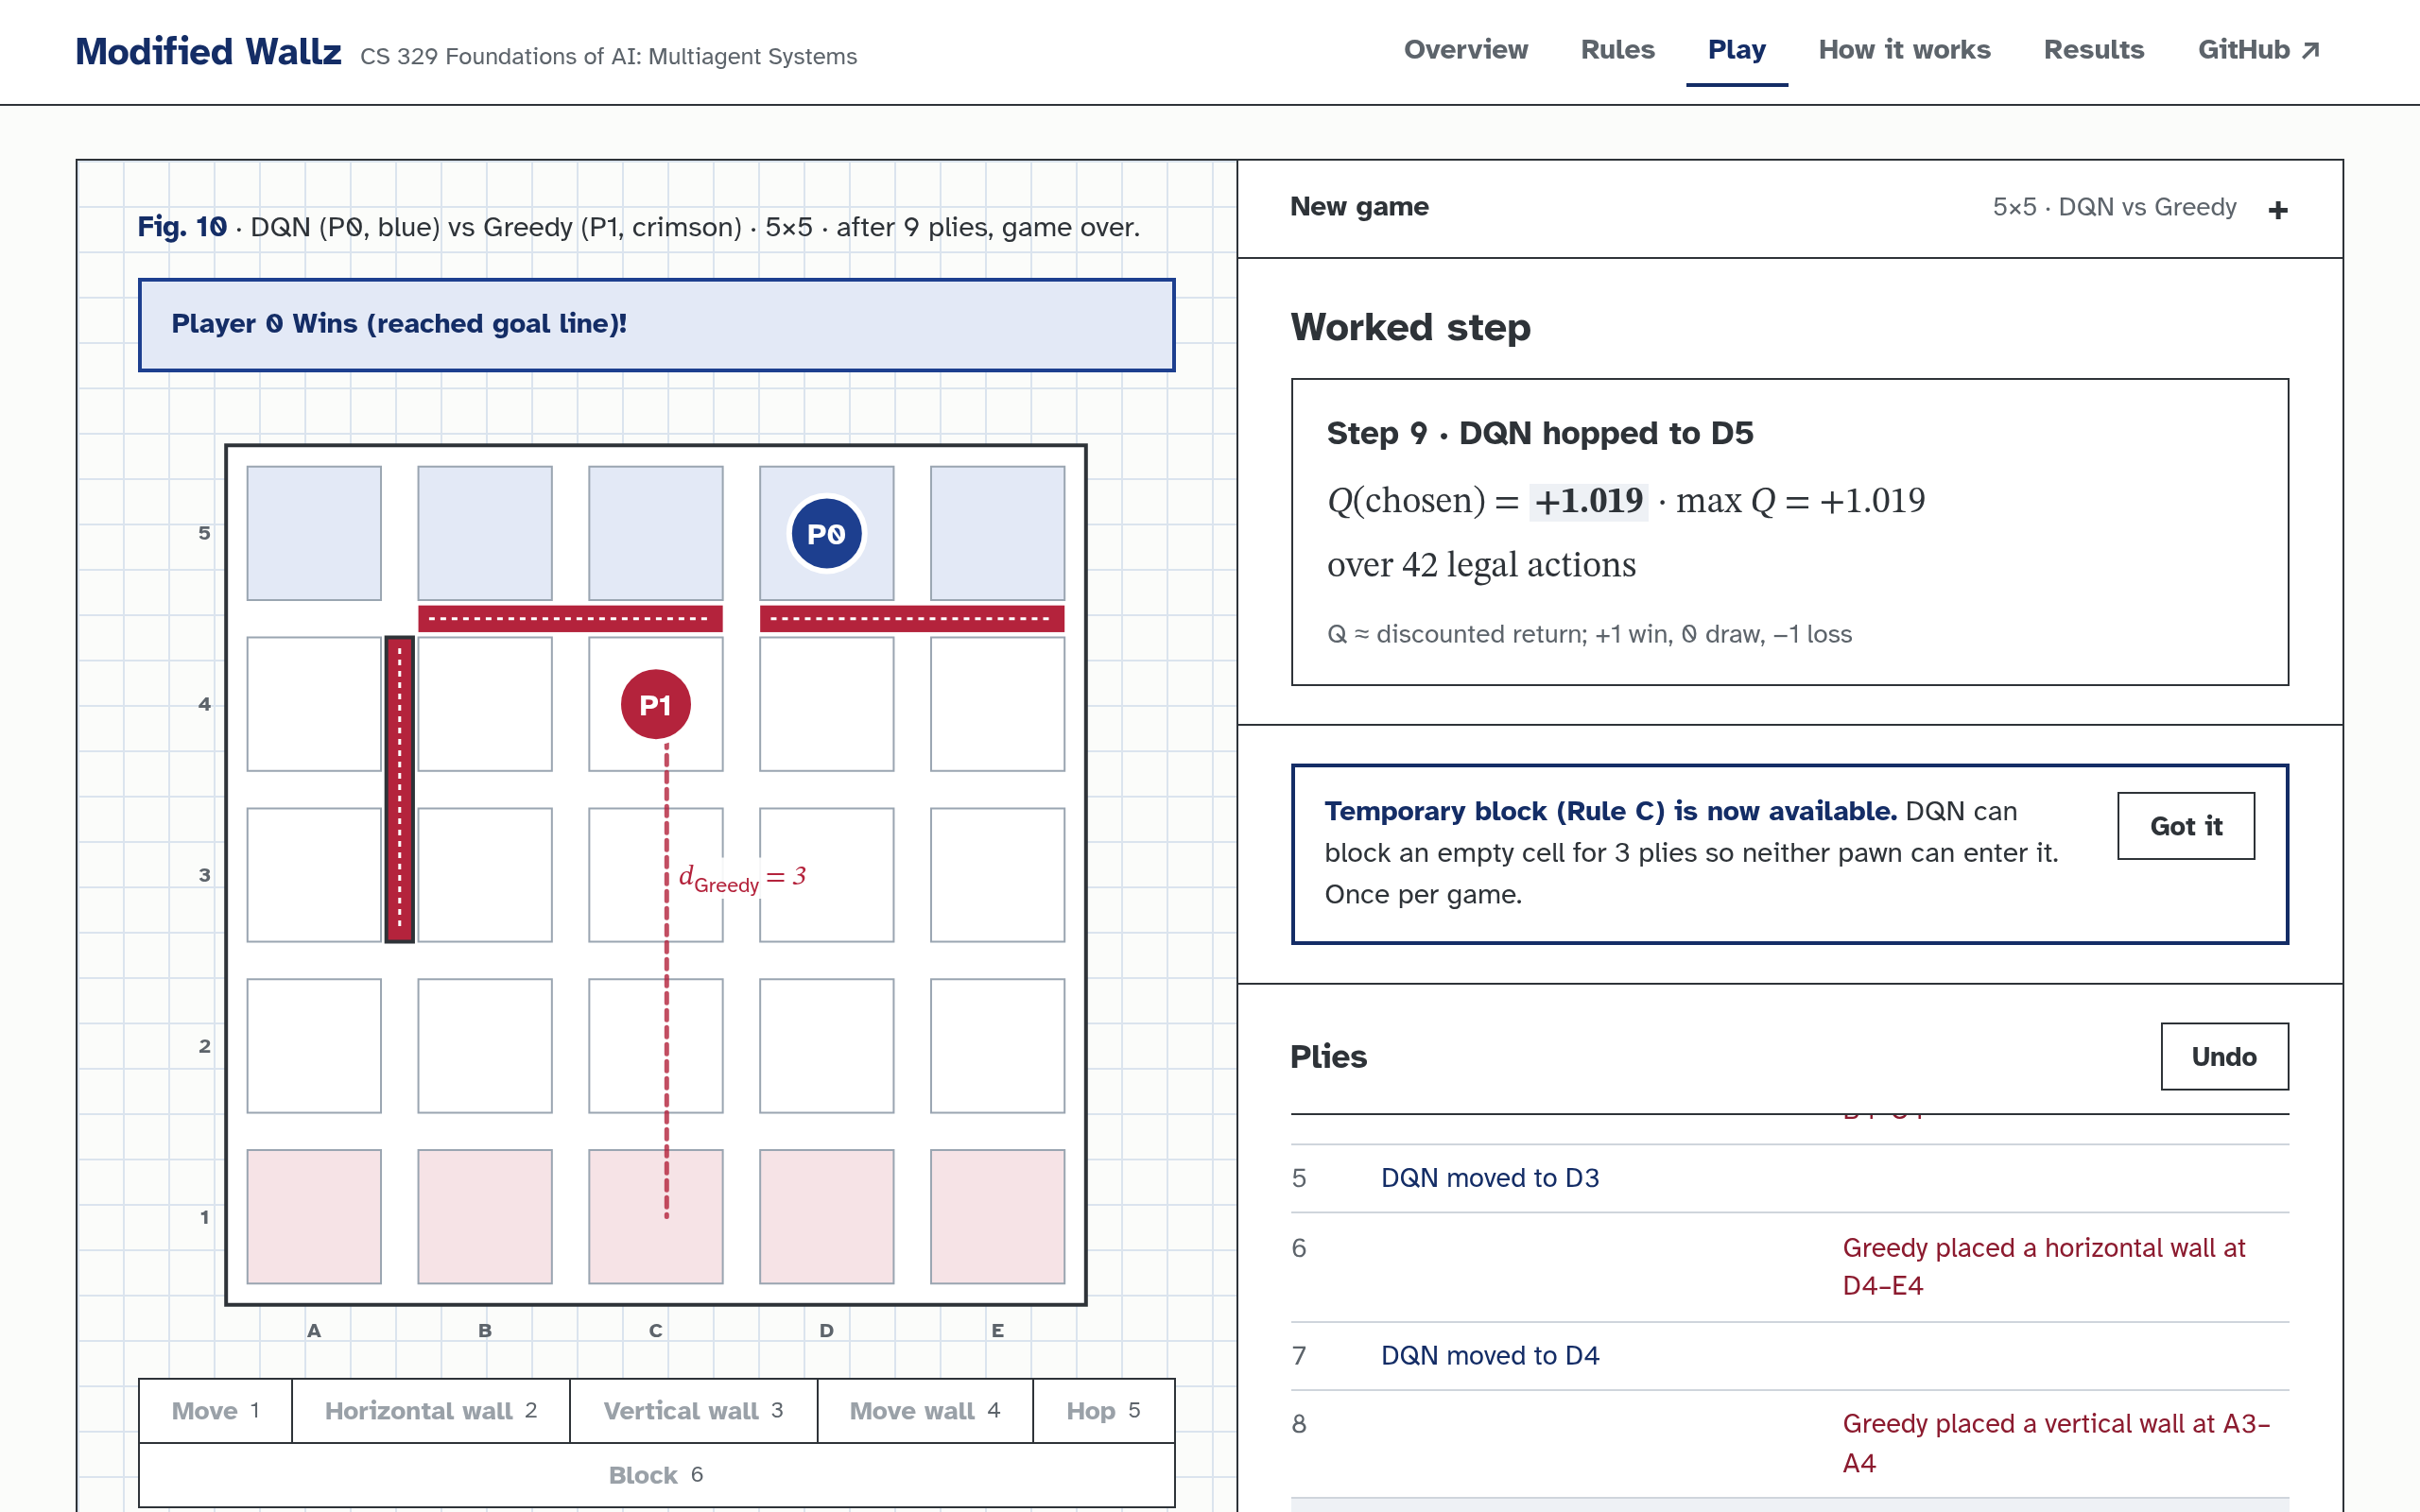 Modified Wallz CS 329 Foundations of AI: Multiagent Systems
Overview Rules Play How it works Results GitHub ↗
Fig. 10 · DQN (P0, blue) vs Greedy (P1, crimson) · 5×5 · after 9 plies, game over.
Player 0 Wins (reached goal line)!
5
P0
4
P1
3
dGreedy = 3
2
1
A B C D E
Move 1 Horizontal wall 2 Vertical wall 3 Move wall 4 Hop 5
Block 6
New game 5×5 · DQN vs Greedy +
Worked step
Step 9 · DQN hopped to D5
Q(chosen) = +1.019 · max Q = +1.019
over 42 legal actions
Q ≈ discounted return; +1 win, 0 draw, −1 loss
Temporary block (Rule C) is now available. DQN can
block an empty cell for 3 plies so neither pawn can enter it.
Once per game.
Got it
Plies Undo
5 DQN moved to D3
6 Greedy placed a horizontal wall at
D4–E4
7 DQN moved to D4
8 Greedy placed a vertical wall at A3–
A4